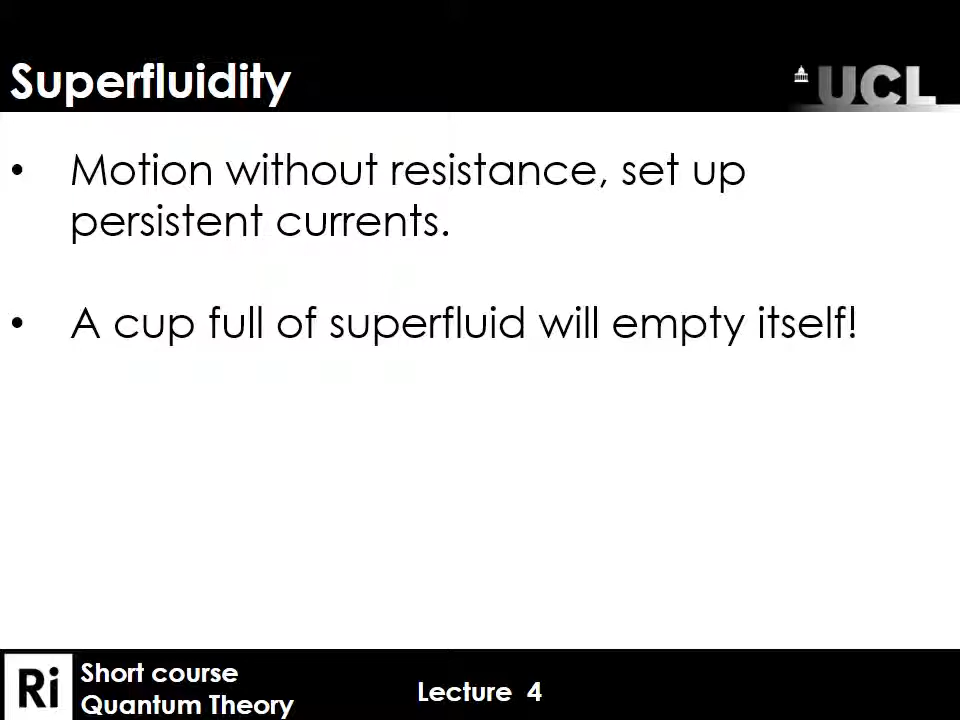 Superfluidity
UCL
• Motion without resistance, set up
persistent currents.
• A cup full of superfluid will empty itself!
Ri
Short course
Quantum Theory
Lecture 4